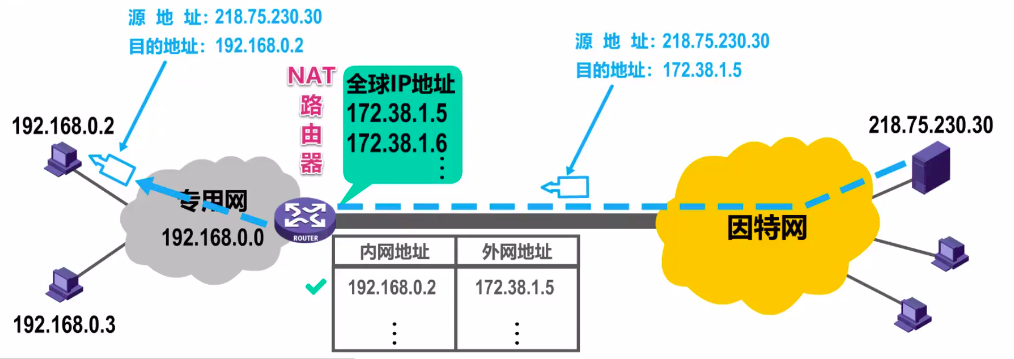 源 地 址：218.75.230.30
目的地址：192.168.0.2
源 地 址：218.75.230.30
目的地址：172.38.1.5
NAT
路
由
器
全球IP地址
172.38.1.5
172.38.1.6
⋮
192.168.0.2
218.75.230.30
专用网
192.168.0.0
ROUTER
因特网
内网地址 外网地址
192.168.0.2 172.38.1.5
⋮ ⋮
192.168.0.3